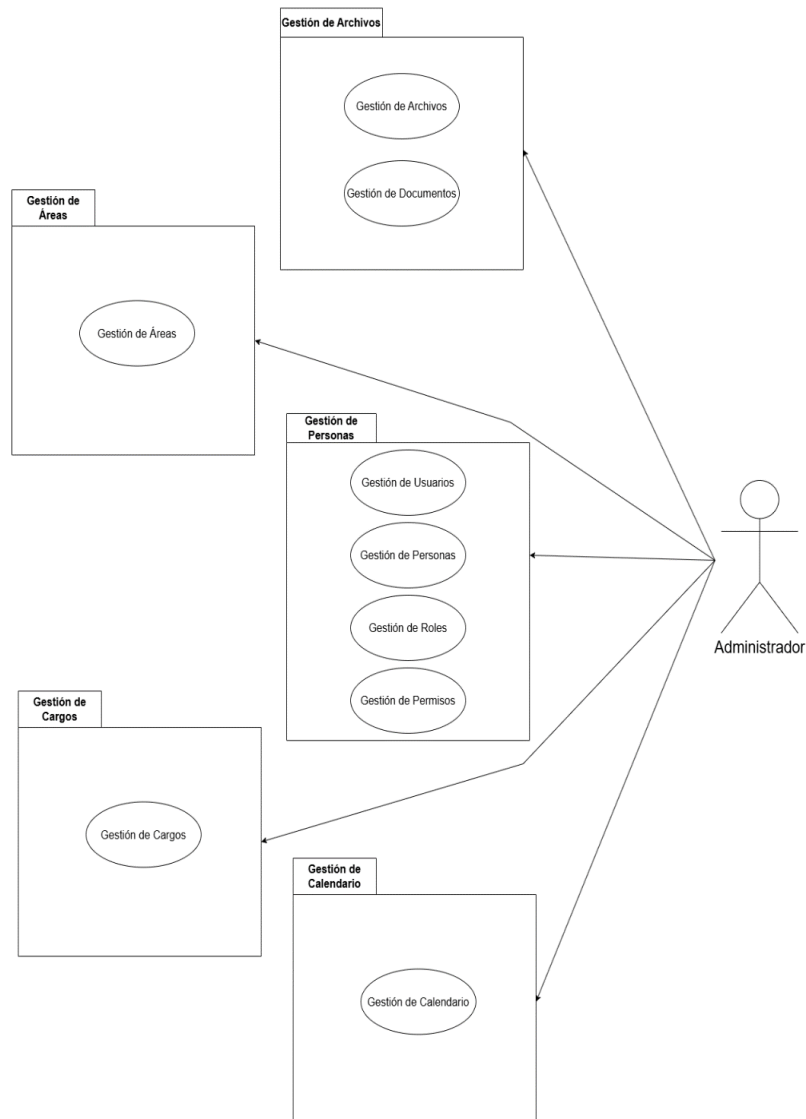 Gestión de Archivos
Gestión de Archivos
Gestión de Documentos
Gestión de
Áreas
Gestión de Áreas
Gestión de
Personas
Gestión de Usuarios
Gestión de Personas
Gestión de Roles
Gestión de Permisos
Administrador
Gestión de
Cargos
Gestión de Cargos
Gestión de
Calendario
Gestión de Calendario